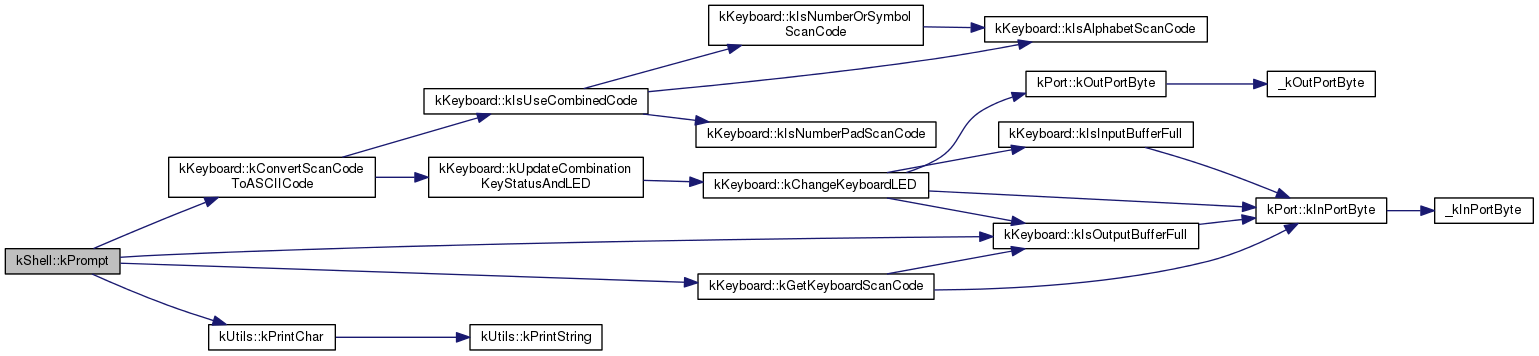 kKeyboard::kIsNumberOrSymbol
ScanCode
kKeyboard::kIsAlphabetScanCode
kPort::kOutPortByte
_kOutPortByte
kKeyboard::kIsUseCombinedCode
kKeyboard::kIsNumberPadScanCode
kKeyboard::kIsInputBufferFull
kKeyboard::kConvertScanCode
ToASCIICode
kKeyboard::kUpdateCombination
KeyStatusAndLED
kKeyboard::kChangeKeyboardLED
kPort::kInPortByte
_kInPortByte
kKeyboard::kIsOutputBufferFull
kShell::kPrompt
kKeyboard::kGetKeyboardScanCode
kUtils::kPrintChar
kUtils::kPrintString